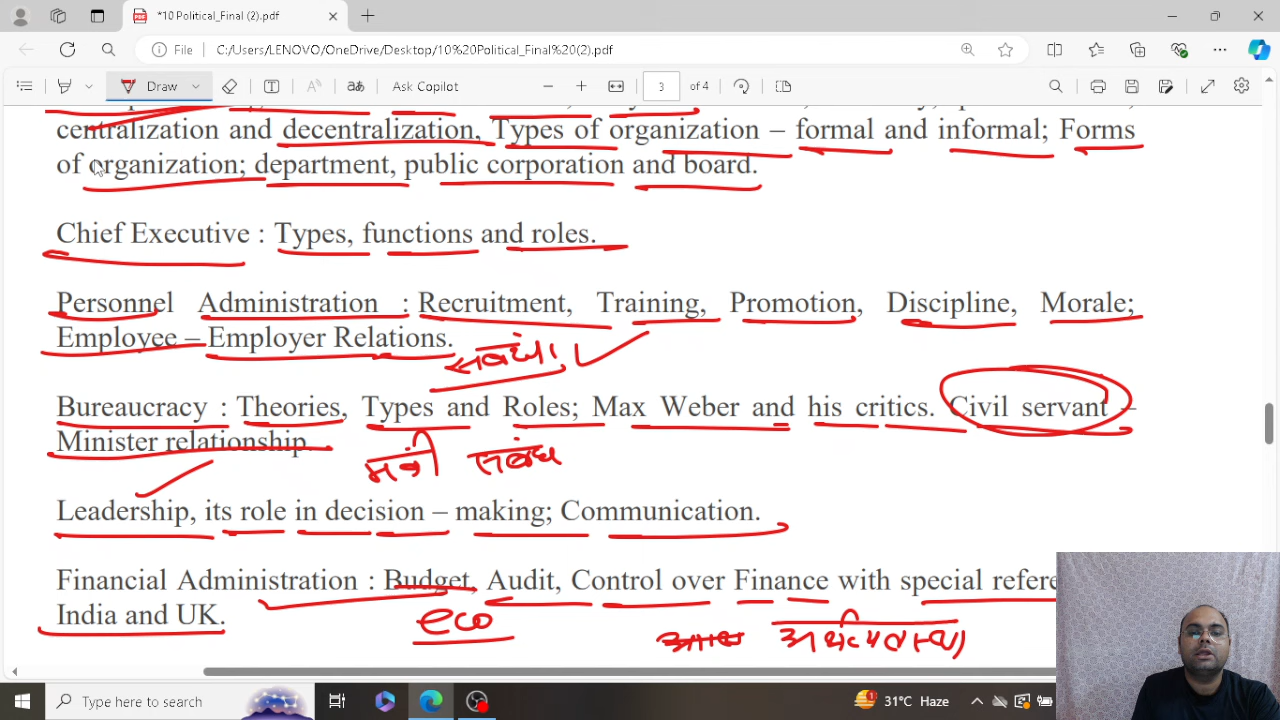 *10 Political_Final (2).pdf
File C:/Users/LENOVO/OneDrive/Desktop/10%20Political_Final%20(2).pdf
Draw Ask Copilot 3 of 4
centralization and decentralization, Types of organization – formal and informal; Forms
of organization; department, public corporation and board.
Chief Executive : Types, functions and roles.
Personnel Administration : Recruitment, Training, Promotion, Discipline, Morale;
Employee – Employer Relations.
Bureaucracy : Theories, Types and Roles; Max Weber and his critics. Civil servant –
Minister relationship.
मंत्री संबंध
Leadership, its role in decision – making; Communication.
Financial Administration : Budget, Audit, Control over Finance with special
India and UK.
eco
Type here to search 31°C Haze